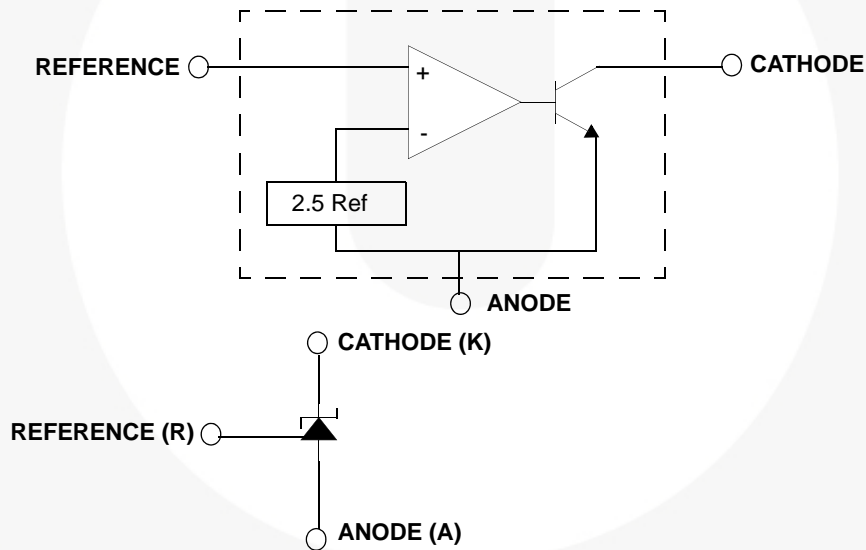 REFERENCE
CATHODE
+
-
2.5 Ref
ANODE
CATHODE (K)
REFERENCE (R)
ANODE (A)